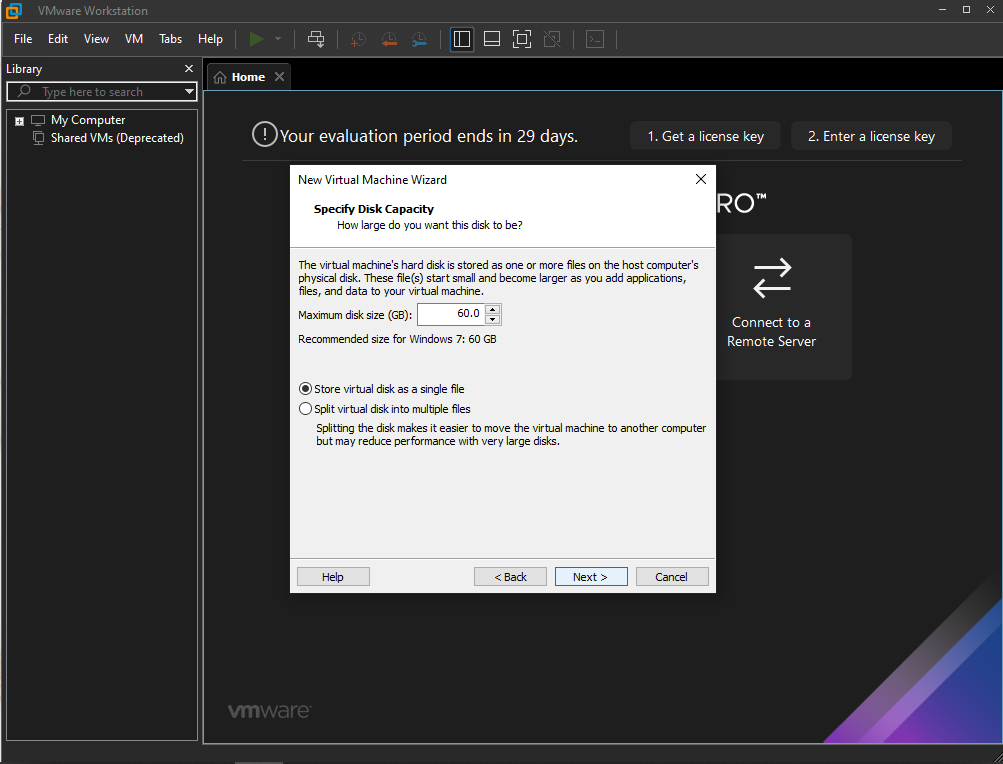 VMware Workstation
File Edit View VM Tabs Help
Library
Type here to search
My Computer
Shared VMs (Deprecated)
Home
Your evaluation period ends in 29 days.
1. Get a license key
2. Enter a license key
RO™
New Virtual Machine Wizard
Specify Disk Capacity
How large do you want this disk to be?
The virtual machine's hard disk is stored as one or more files on the host computer's
physical disk. These file(s) start small and become larger as you add applications,
files, and data to your virtual machine.
Maximum disk size (GB): 60.0
Recommended size for Windows 7: 60 GB
Store virtual disk as a single file
Split virtual disk into multiple files
Splitting the disk makes it easier to move the virtual machine to another computer
but may reduce performance with very large disks.
Help
< Back
Next >
Cancel
Connect to a
Remote Server
vmware